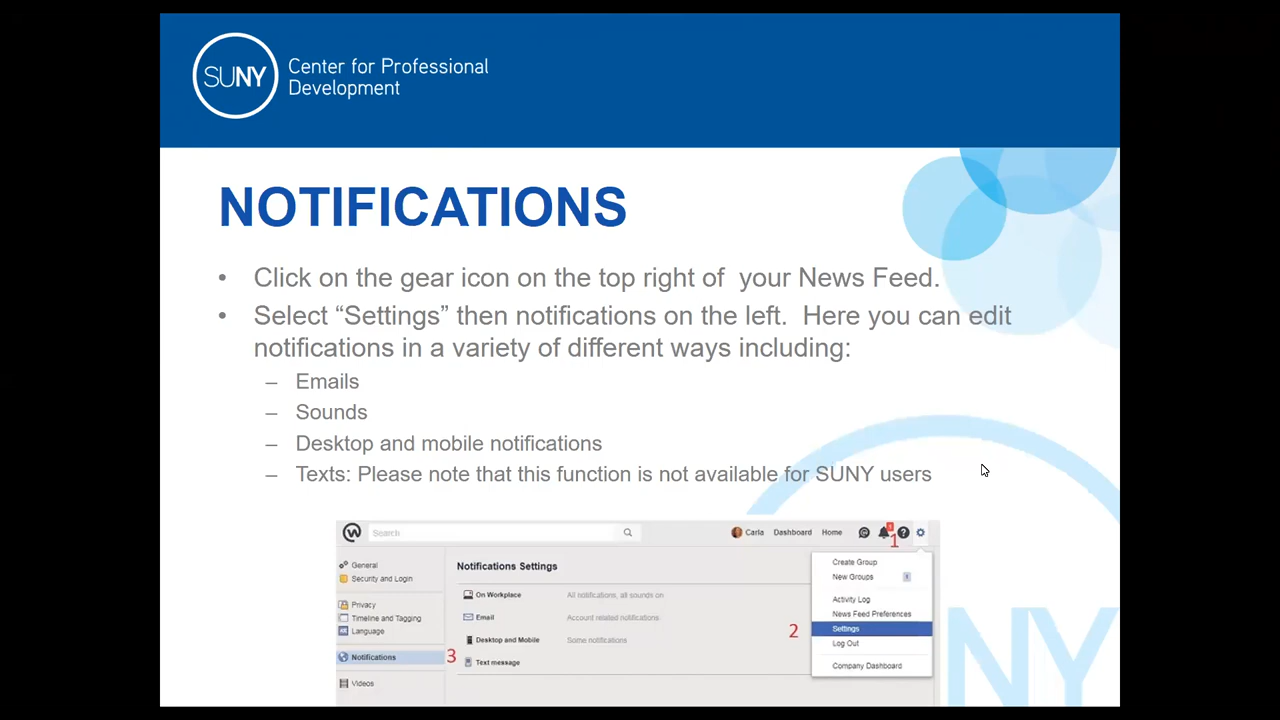 SUNY
Center for Professional
Development
NOTIFICATIONS
• Click on the gear icon on the top right of  your News Feed.
• Select “Settings” then notifications on the left.  Here you can edit
notifications in a variety of different ways including:
– Emails
– Sounds
– Desktop and mobile notifications
– Texts: Please note that this function is not available for SUNY users
Search
Carla Dashboard Home
1
General
Security and Login
Privacy
Timeline and Tagging
Language
Notifications
3
Videos
Notifications Settings
On Workplace All notifications, all sounds on
Email Account related notifications
Desktop and Mobile Some notifications
Text message
2
Create Group
New Groups
Activity Log
News Feed Preferences
Settings
Log Out
Company Dashboard
NY